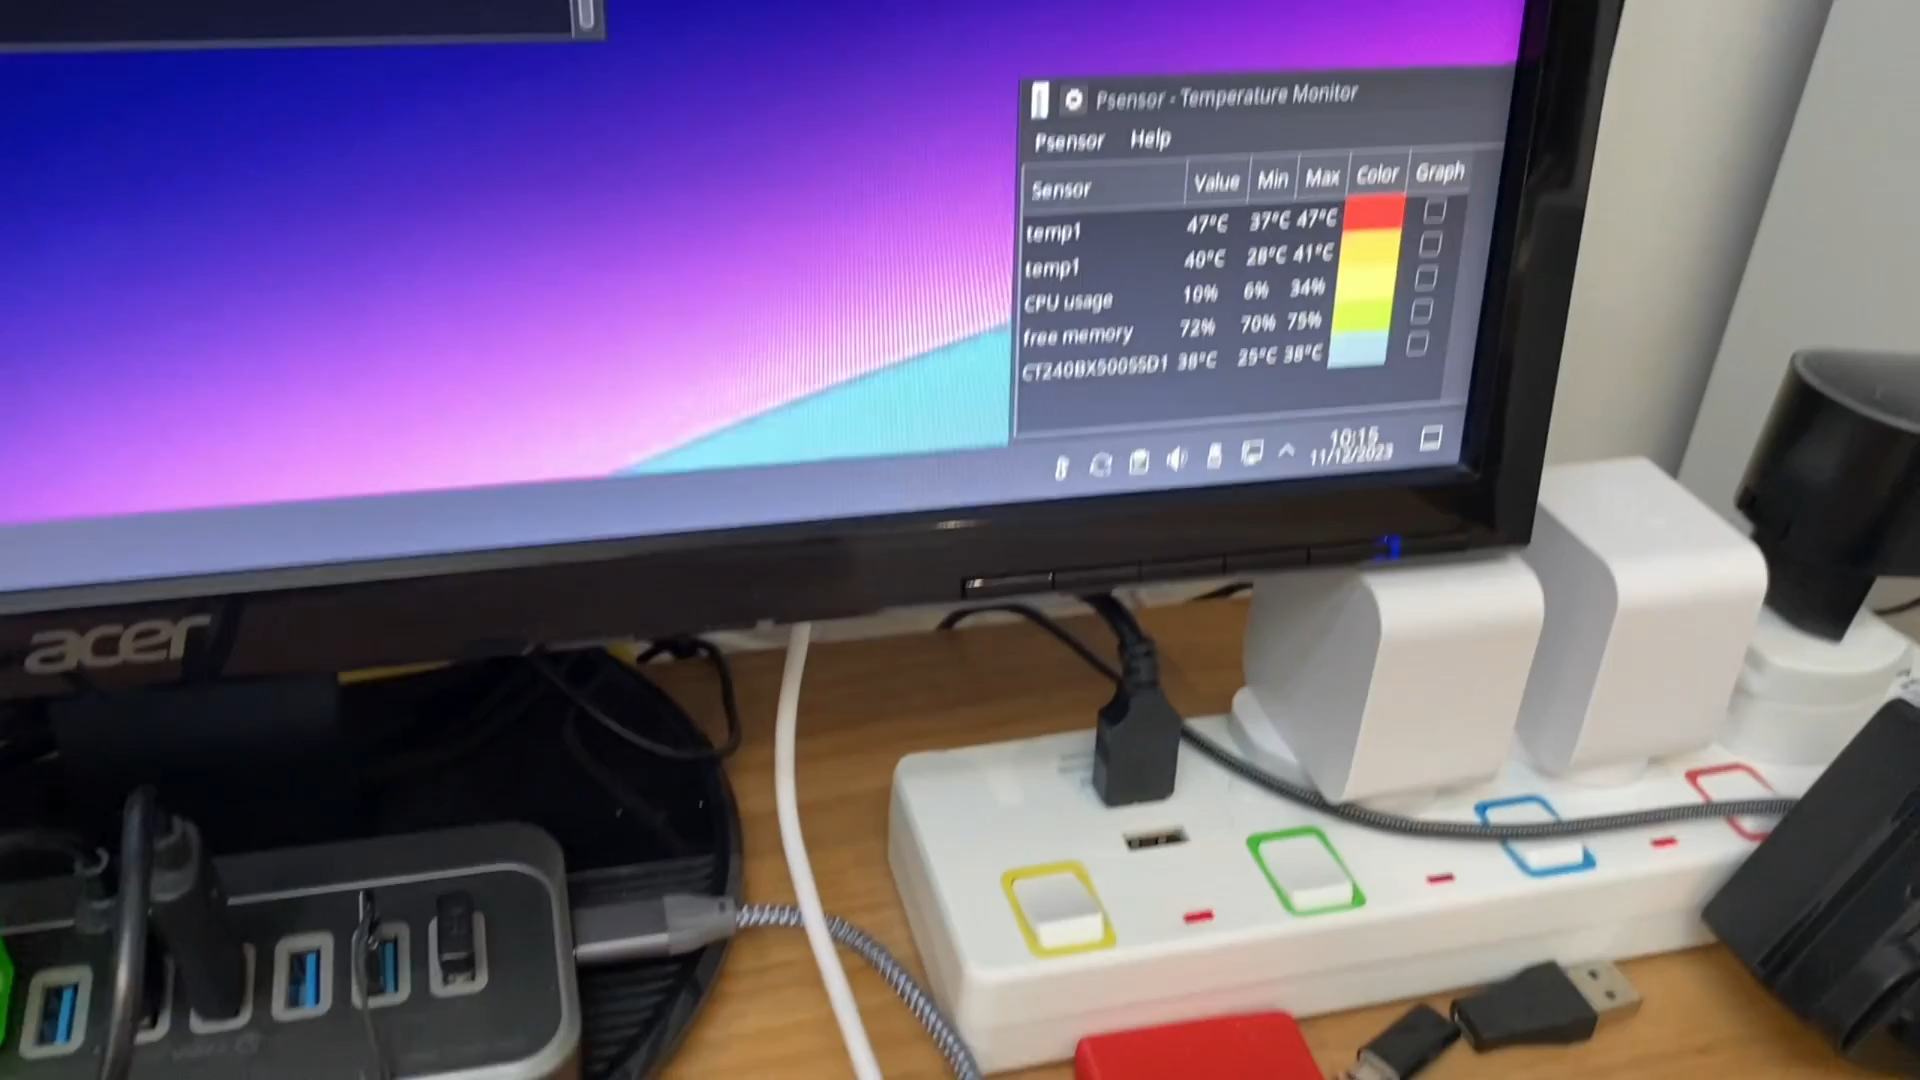 Psensor - Temperature Monitor
Psensor Help
Sensor Value Min Max Color Graph
temp1 47°C 37°C 47°C
temp1 40°C 28°C 41°C
CPU usage 10% 6% 34%
free memory 72% 70% 75%
CT240BX500SSD1 38°C 25°C 38°C
10:15
11/12/2023
acer